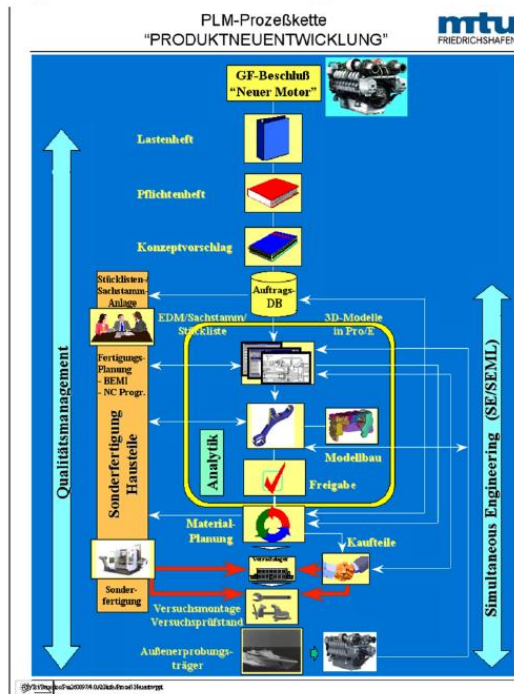 PLM-Prozeßkette
"PRODUKTNEUENTWICKLUNG"
mtu
FRIEDRICHSHAFEN
GF-Beschluß
"Neuer Motor"
Lastenheft
Pflichtenheft
Konzeptvorschlag
Auftrags-
DB
Stücklisten-/
Sachstamm-
Anlage
EDM/Sachstamm/
Stückliste
3D-Modelle
in Pro/E
Fertigungs-
Planung
- BEMI
- NC Progr.
Sonderfertigung
Hausteile
Sonder-
fertigung
Qualitätsmanagement
Analytik
Modellbau
Freigabe
Material-
Planung
Kaufteile
Versuchsmontage
Versuchsprüfstand
Außenerprobungs-
träger
Simultaneous Engineering (SE/SEML)